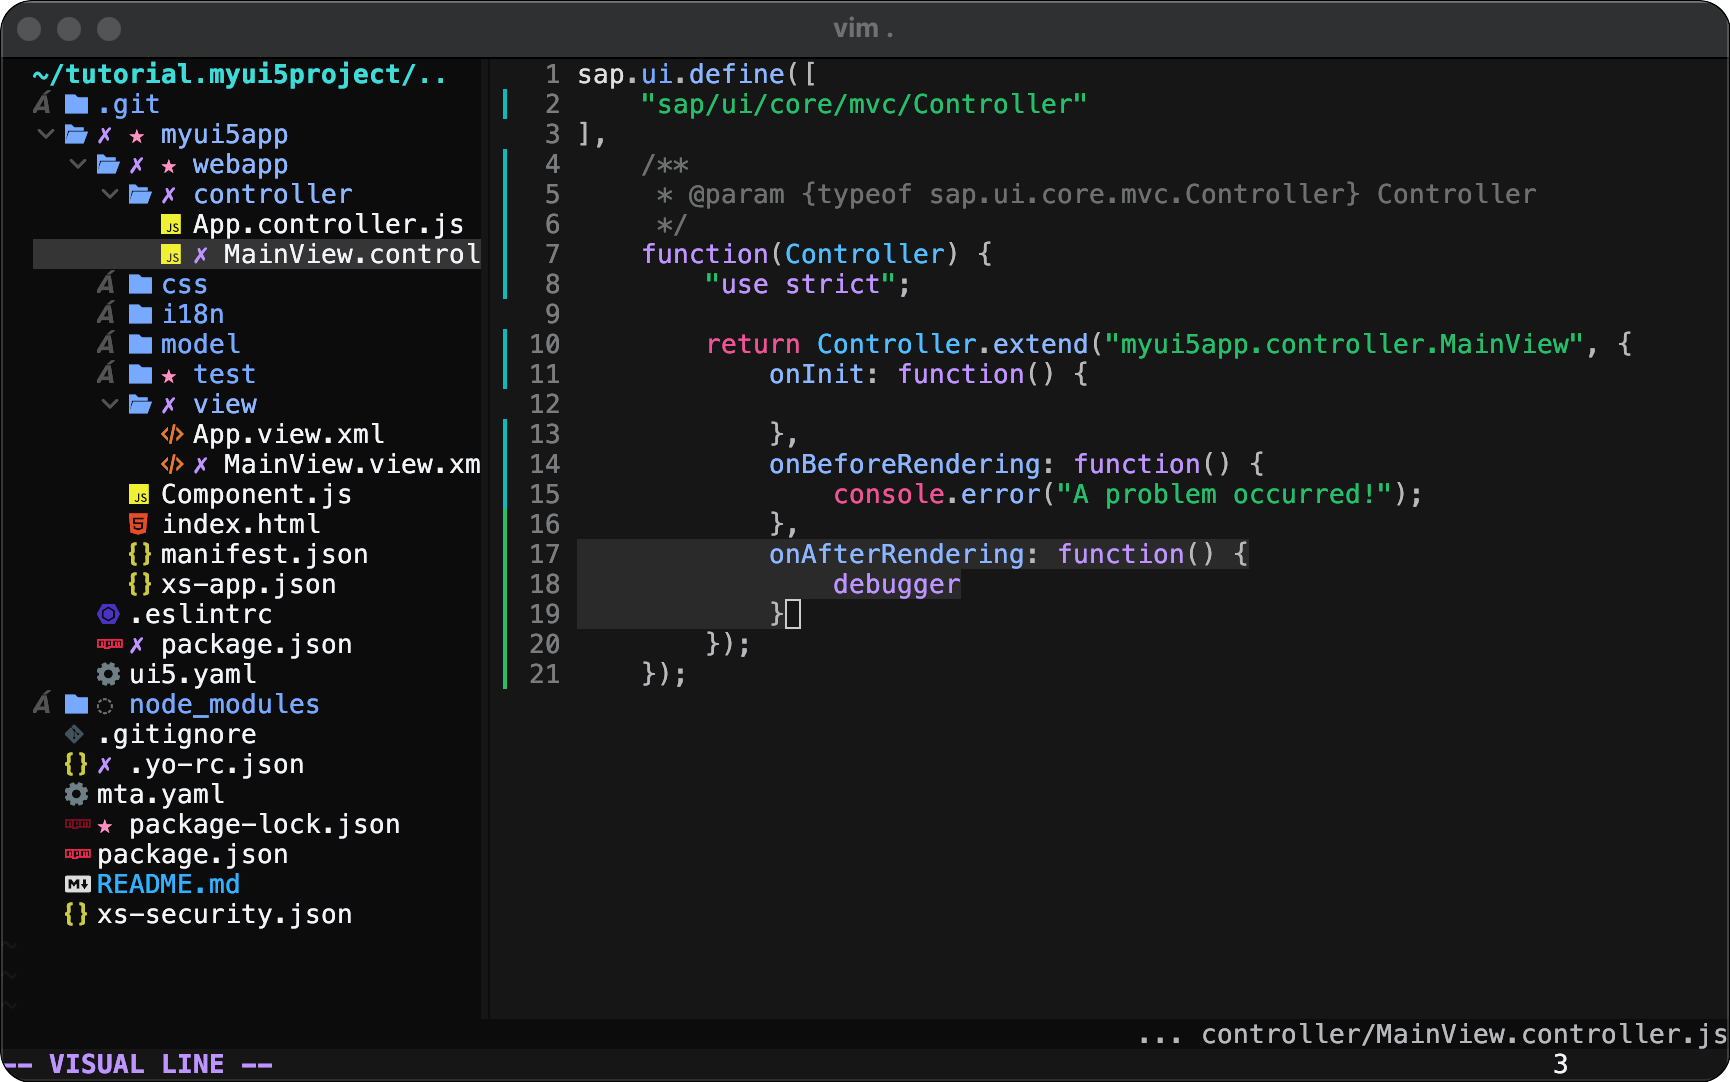 vim .
~/tutorial.myui5project/..
.git
myui5app
webapp
controller
App.controller.js
MainView.control
css
i18n
model
test
view
App.view.xml
MainView.view.xm
Component.js
index.html
manifest.json
xs-app.json
.eslintrc
package.json
ui5.yaml
node_modules
.gitignore
.yo-rc.json
mta.yaml
package-lock.json
package.json
README.md
xs-security.json
1 sap.ui.define([
2     "sap/ui/core/mvc/Controller"
3 ],
4     /**
5      * @param {typeof sap.ui.core.mvc.Controller} Controller
6      */
7     function(Controller) {
8         "use strict";
9
10         return Controller.extend("myui5app.controller.MainView", {
11             onInit: function() {
12
13             },
14             onBeforeRendering: function() {
15                 console.error("A problem occurred!");
16             },
17             onAfterRendering: function() {
18                 debugger
19             }
20         });
21     });
... controller/MainView.controller.js
-- VISUAL LINE --
3